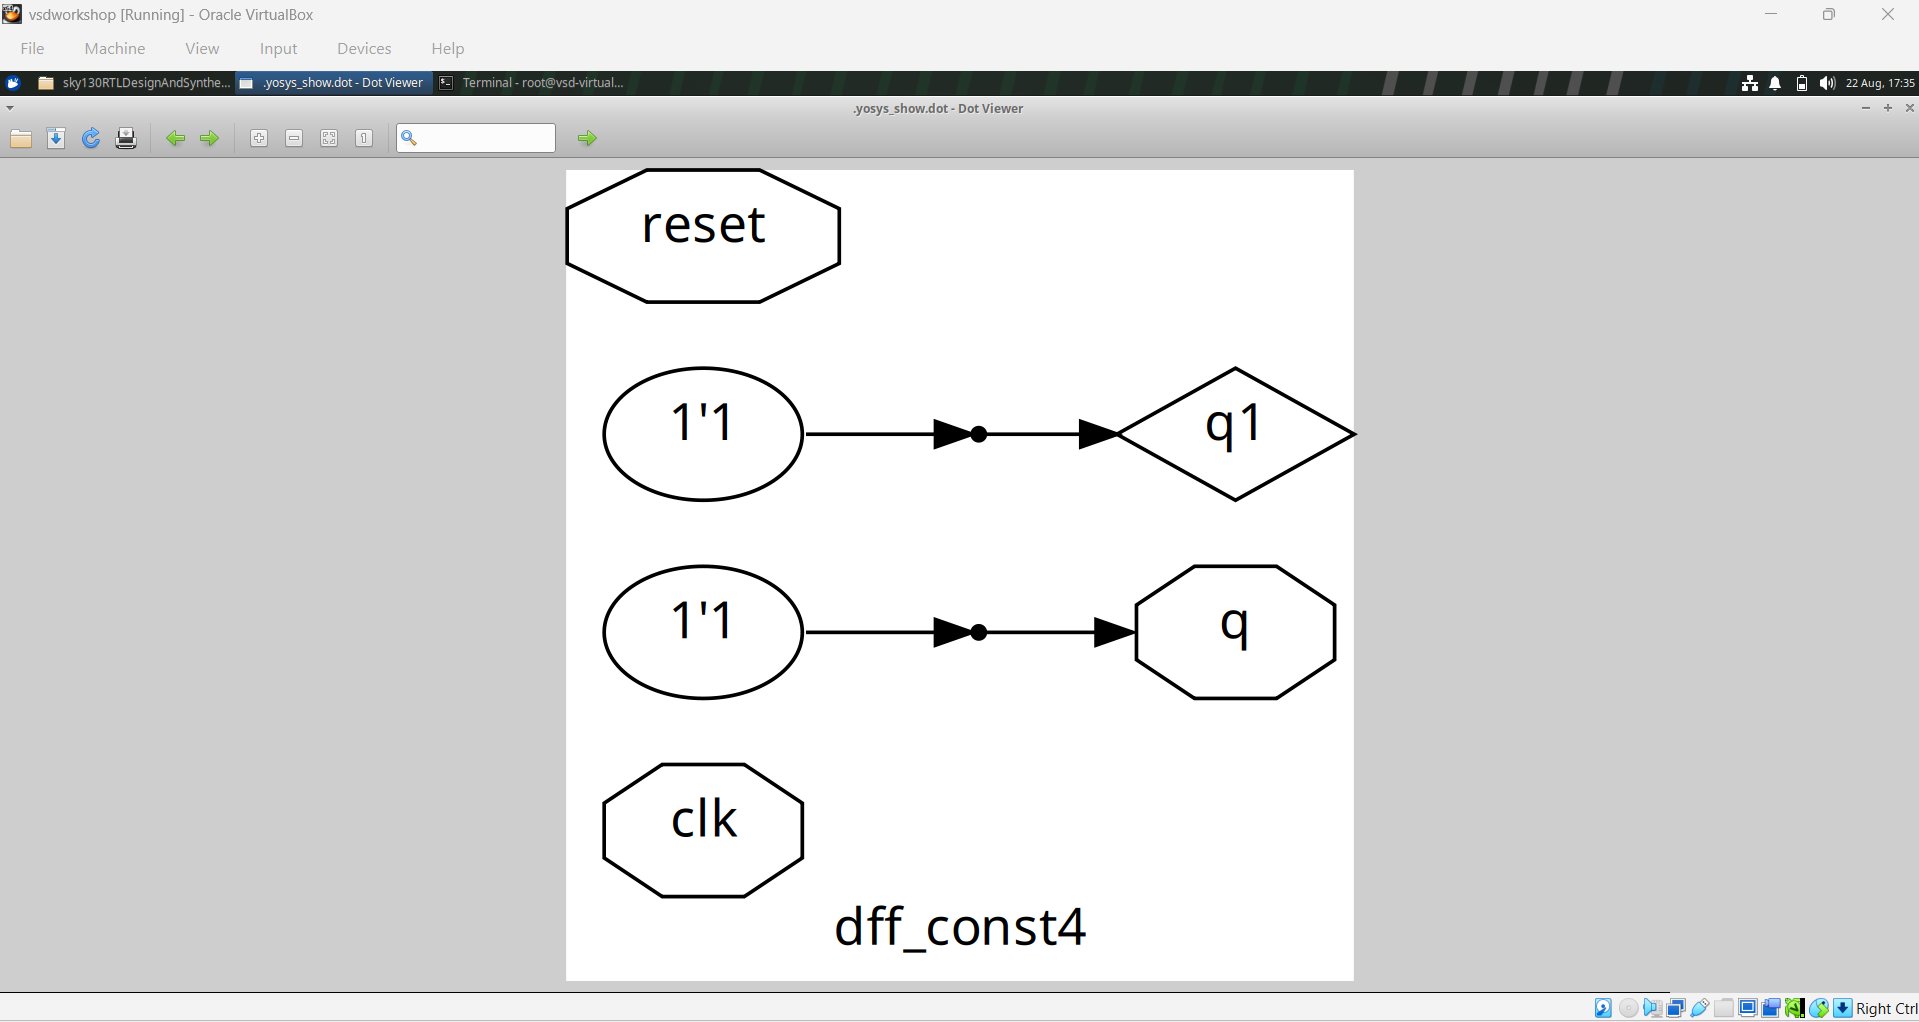 vsdworkshop [Running] - Oracle VirtualBox
File Machine View Input Devices Help
sky130RTLDesignAndSynthe... .yosys_show.dot - Dot Viewer Terminal - root@vsd-virtual... 22 Aug, 17:35
.yosys_show.dot - Dot Viewer
reset
1'1 q1
1'1 q
clk
dff_const4
Right Ctrl